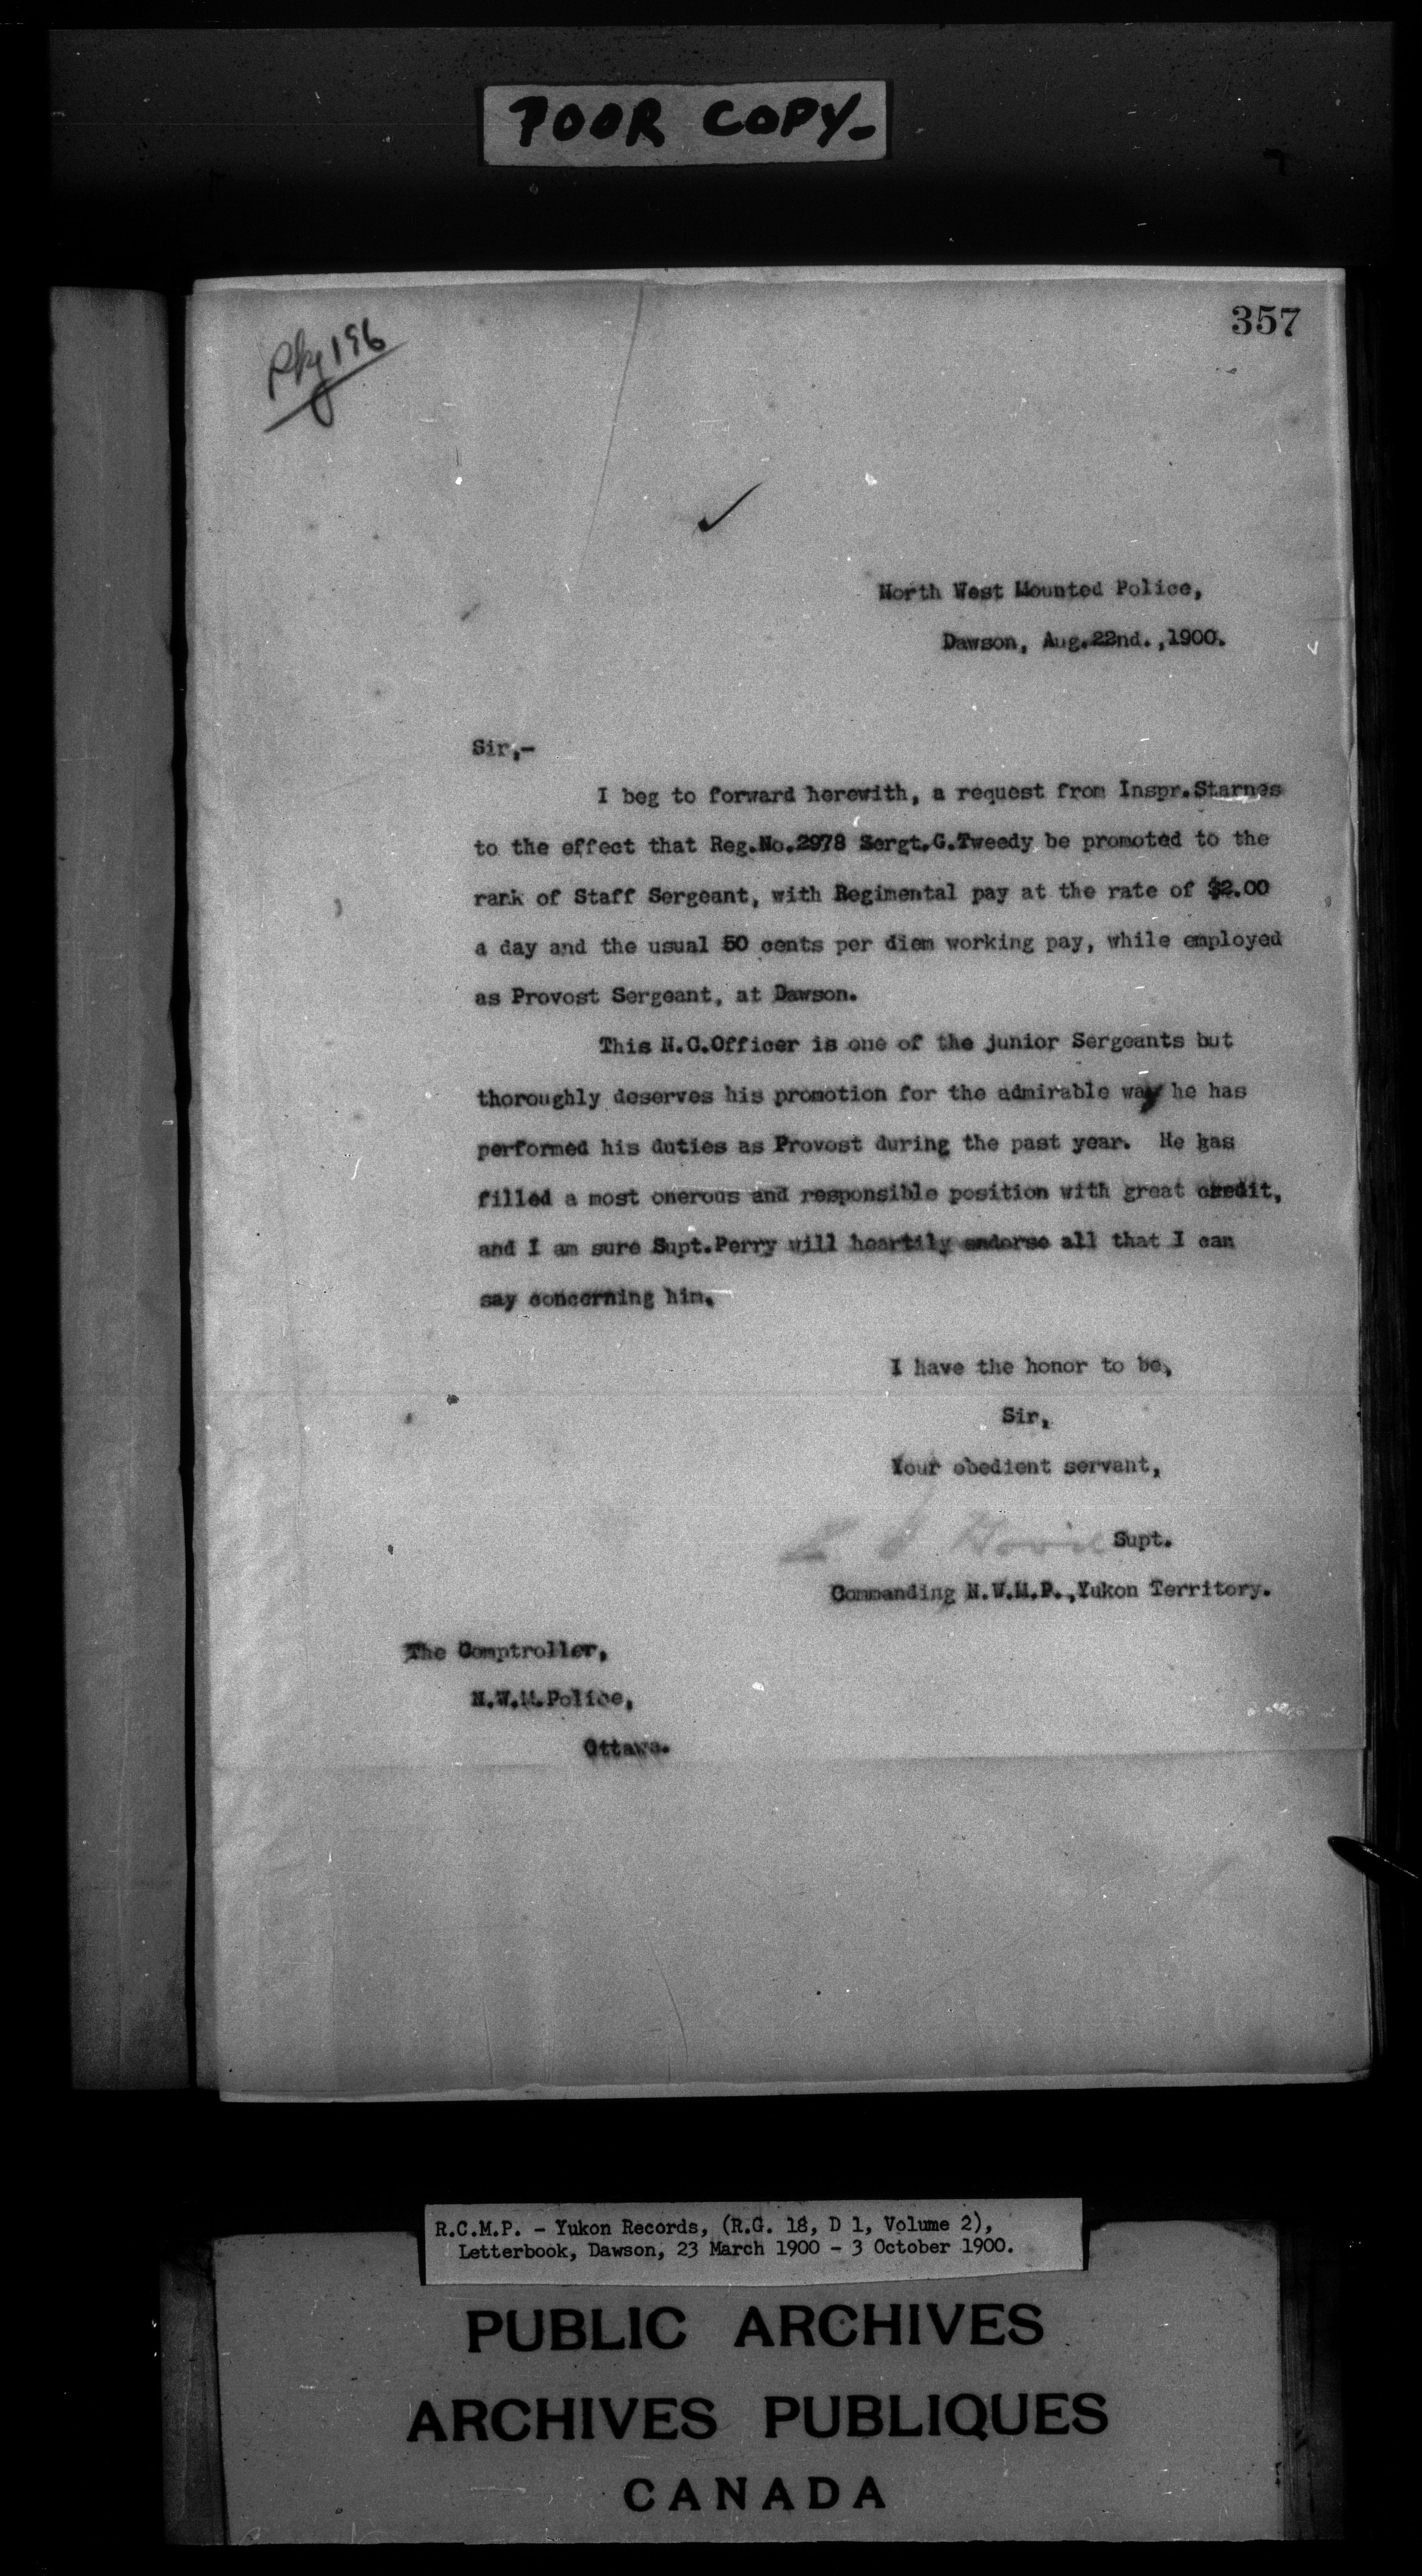 POOR COPY-
357
North West Mounted Police,
Dawson, Aug.22nd.,1900.
Sir,-
I beg to forward herewith, a request from Inspr.Starnes
to the effect that Reg.No.2978 Sergt.G.Tweedy be promoted to the
rank of Staff Sergeant, with Regimental pay at the rate of $2.00
a day and the usual 50 cents per diem working pay, while employed
as Provost Sergeant, at Dawson.
This N.C.Officer is one of the junior Sergeants but
thoroughly deserves his promotion for the admirable way he has
performed his duties as Provost during the past year. He has
filled a most onerous and responsible position with great credit,
and I am sure Supt.Perry will heartily endorse all that I can
say concerning him.
I have the honor to be,
Sir,
Your obedient servant,
Supt.
Commanding N.W.M.P.,Yukon Territory.
The Comptroller,
N.W.M.Police,
Ottawa.
R.C.M.P. - Yukon Records, (R.G. 18, D 1, Volume 2),
Letterbook, Dawson, 23 March 1900 - 3 October 1900.
PUBLIC ARCHIVES
ARCHIVES PUBLIQUES
CANADA